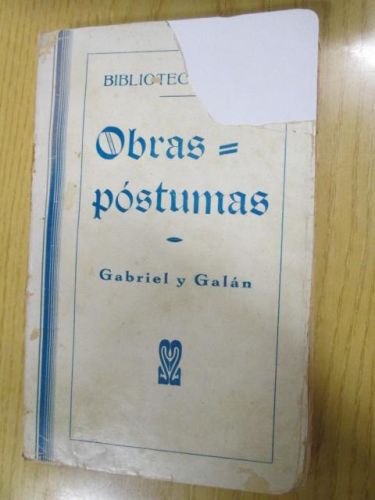 BIBLIOTEC
Obras =
póstumas
Gabriel y Galán